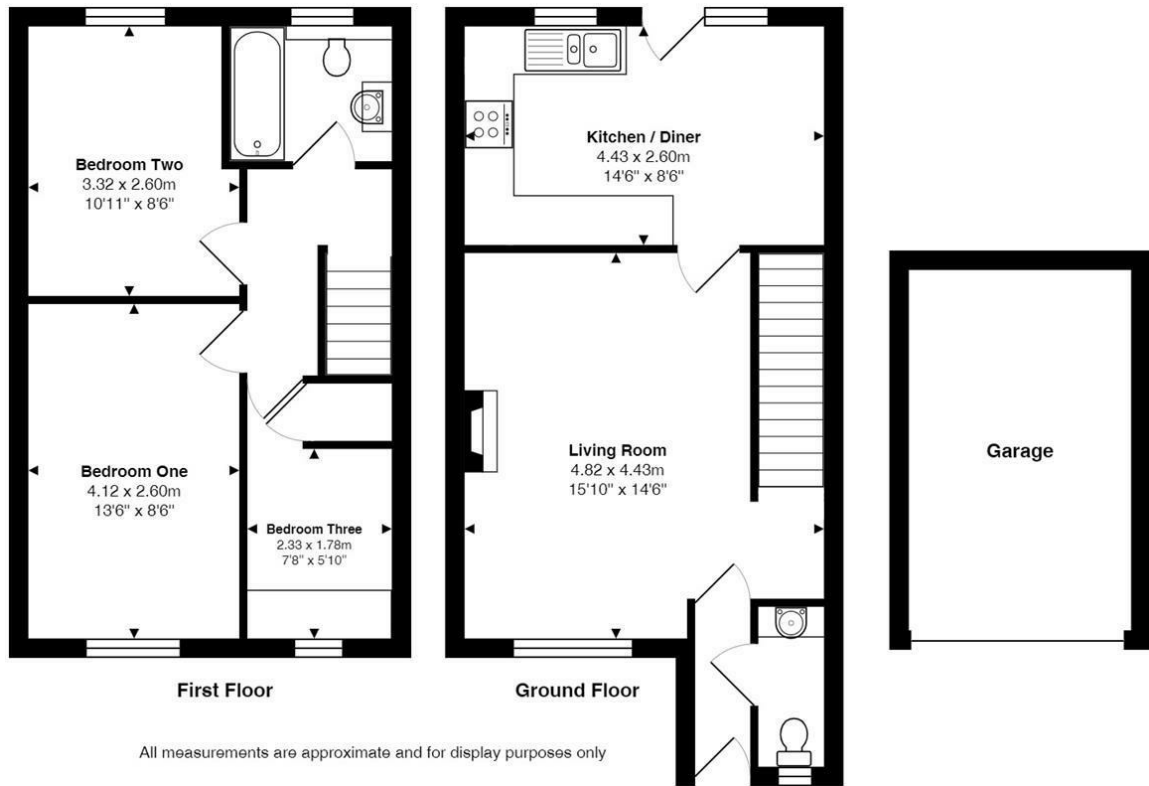 Bedroom Two
3.32 x 2.60m
10'11" x 8'6"
Bedroom One
4.12 x 2.60m
13'6" x 8'6"
Bedroom Three
2.33 x 1.78m
7'8" x 5'10"
First Floor
Kitchen / Diner
4.43 x 2.60m
14'6" x 8'6"
Living Room
4.82 x 4.43m
15'10" x 14'6"
Ground Floor
Garage
All measurements are approximate and for display purposes only